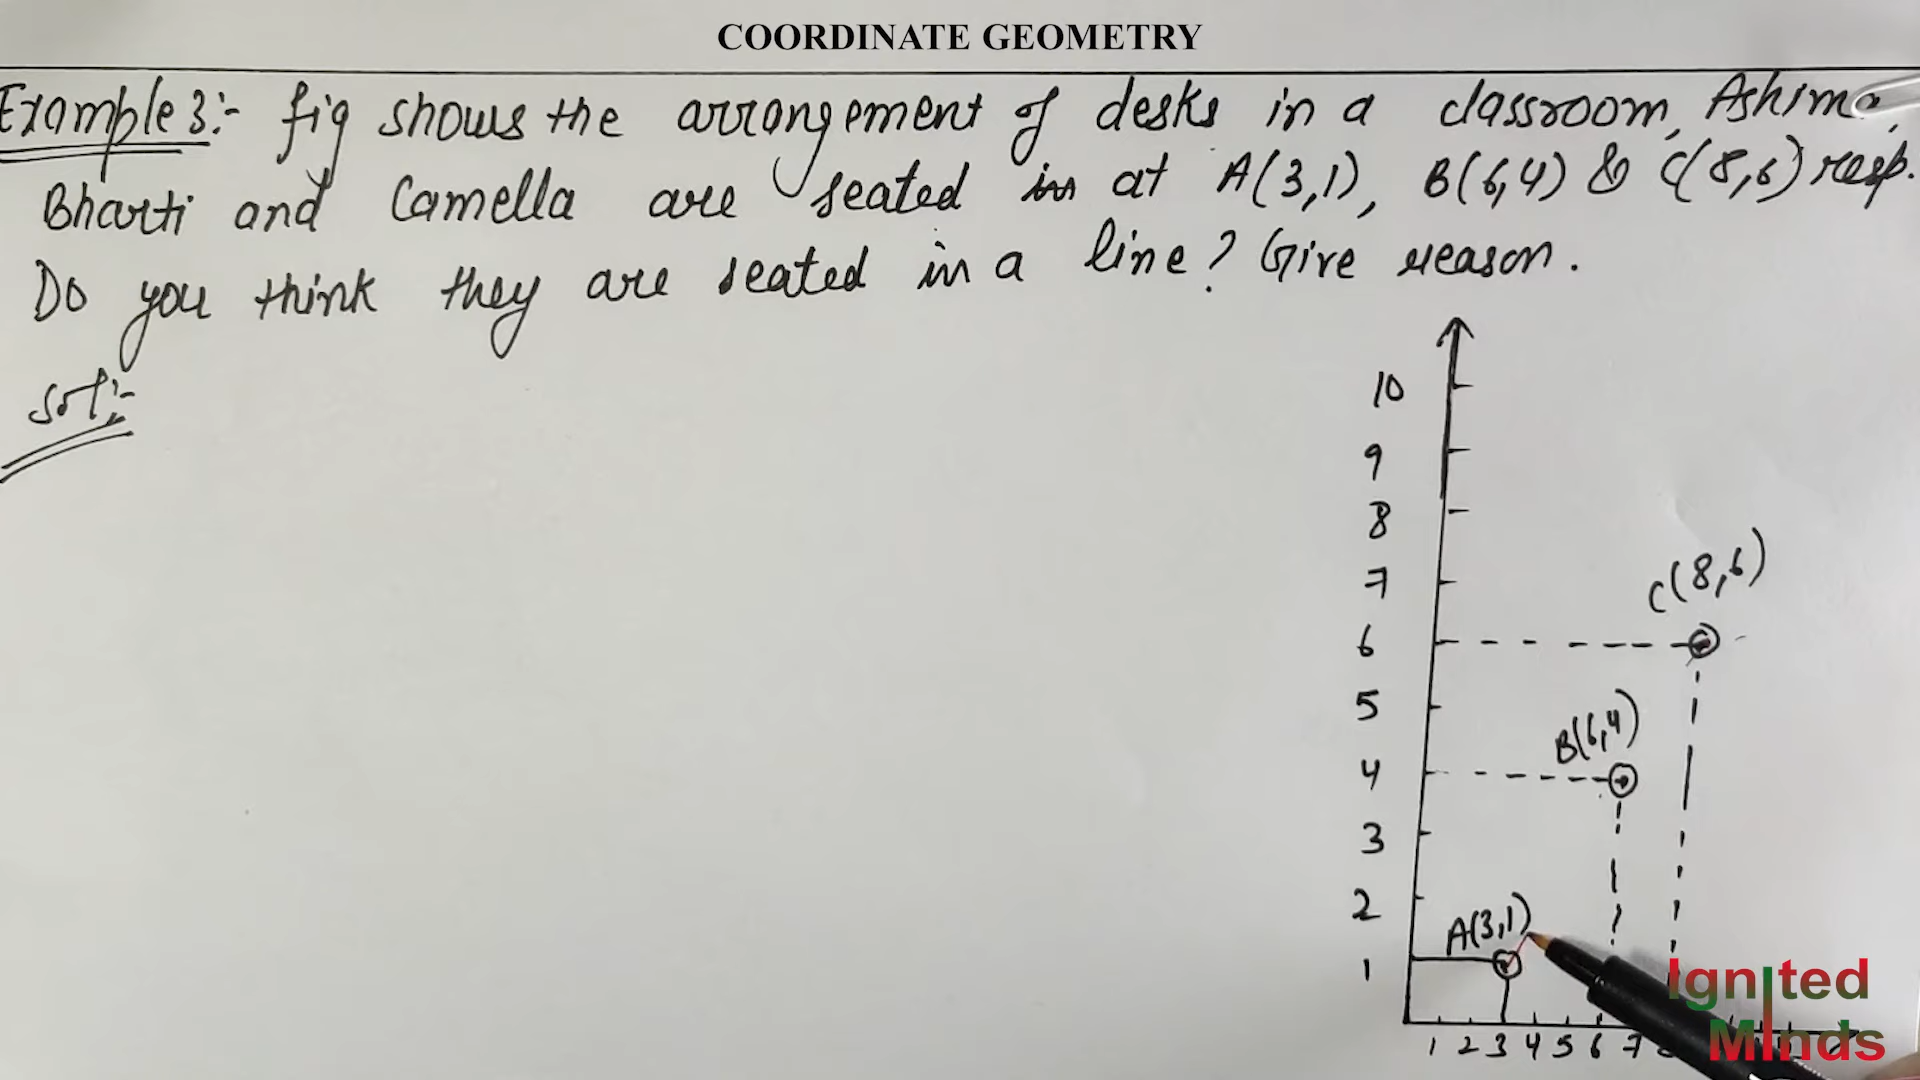 COORDINATE GEOMETRY
Example 3:- fig shows the arrangement of desks in a classroom, Ashima,
Bharti and Camella are seated in at A(3,1), B(6,4) & C(8,6) resp.
Do you think they are seated in a line? Give reason.
Sol:-
10
9
8
7
C(8,6)
6
5
B(6,4)
4
3
2
A(3,1)
1
1 2 3 4 5 6 7 8
Ignited
Minds